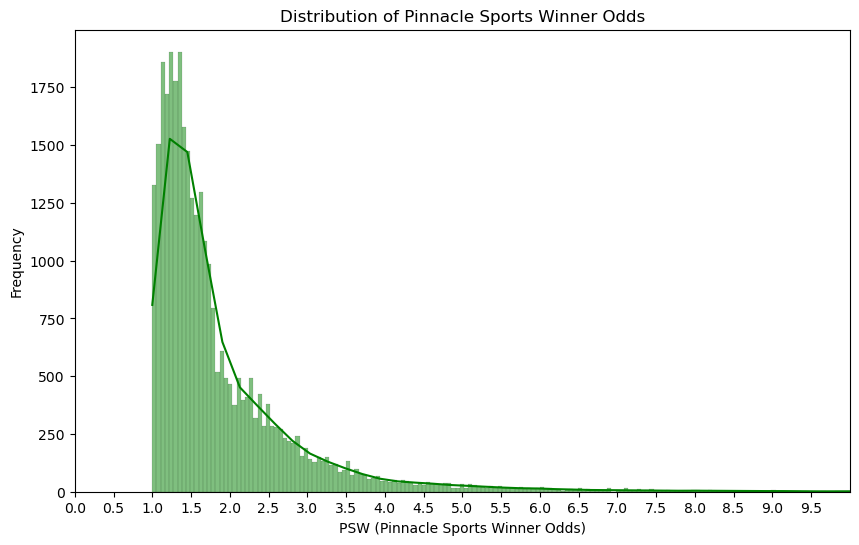 Distribution of Pinnacle Sports Winner Odds
1750
1500
1250
1000
750
500
250
0
Frequency
0.0 0.5 1.0 1.5 2.0 2.5 3.0 3.5 4.0 4.5 5.0 5.5 6.0 6.5 7.0 7.5 8.0 8.5 9.0 9.5
PSW (Pinnacle Sports Winner Odds)